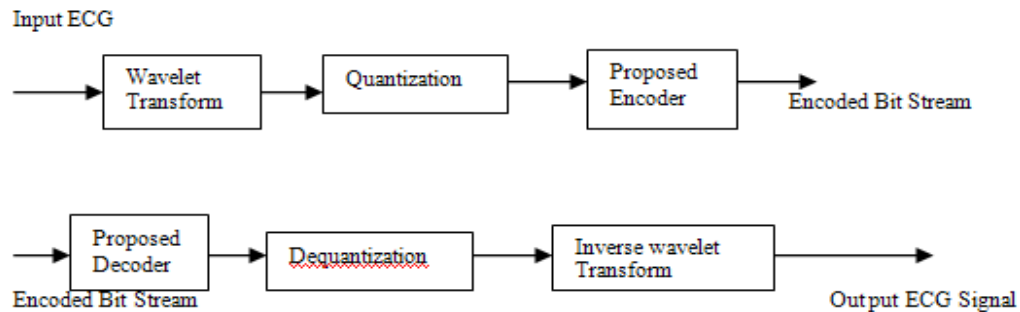 Input ECG
Wavelet
Transform
Quantization
Proposed
Encoder
Encoded Bit Stream
Proposed
Decoder
Dequantization
Inverse wavelet
Transform
Encoded Bit Stream
Output ECG Signal